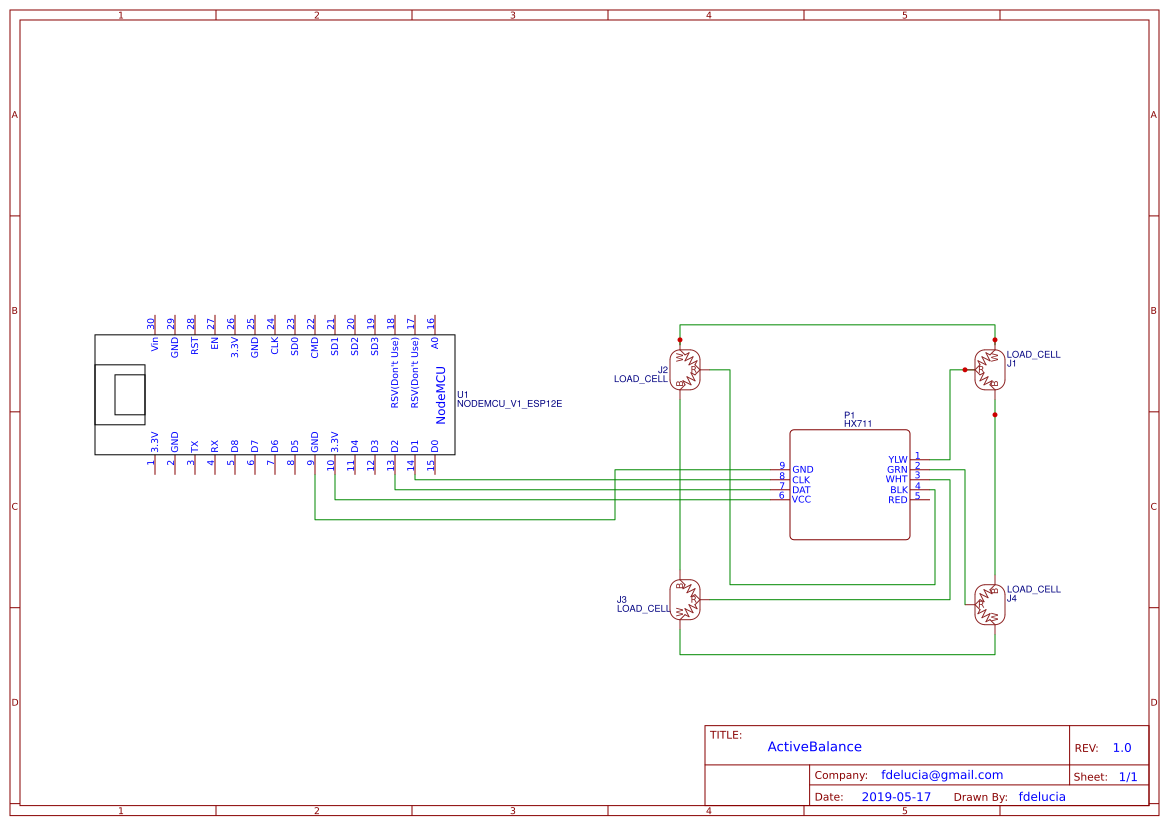 1 2 3 4 5
A A
B B
C C
D D
30 29 28 27 26 25 24 23 22 21 20 19 18 17 16
Vin GND RST EN 3.3V GND CLK SD0 CMD SD1 SD2 SD3 RSV(Don't Use) RSV(Don't Use) A0
NodeMCU
U1
NODEMCU_V1_ESP12E
3.3V GND TX RX D8 D7 D6 D5 GND 3.3V D4 D3 D2 D1 D0
1 2 3 4 5 6 7 8 9 10 11 12 13 14 15
J2
LOAD_CELL
W R B
LOAD_CELL
J1
W R B
P1
HX711
9 GND
8 CLK
7 DAT
6 VCC
YLW 1
GRN 2
WHT 3
BLK 4
RED 5
J3
LOAD_CELL
B R W
LOAD_CELL
J4
B R W
TITLE:
ActiveBalance
REV: 1.0
Company: fdelucia@gmail.com
Sheet: 1/1
Date: 2019-05-17 Drawn By: fdelucia
1 2 3 4 5